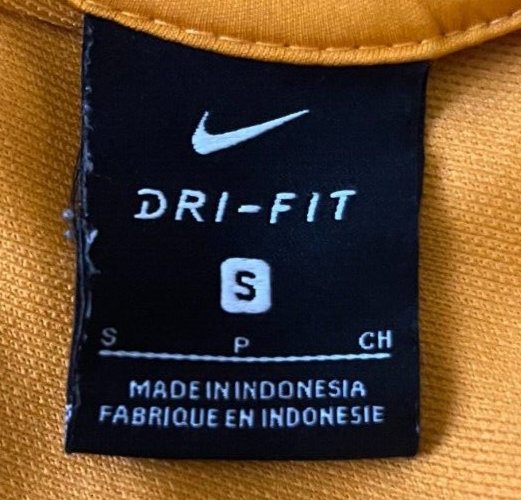 DRI-FIT
S
S P CH
MADE IN INDONESIA
FABRIQUE EN INDONESIE